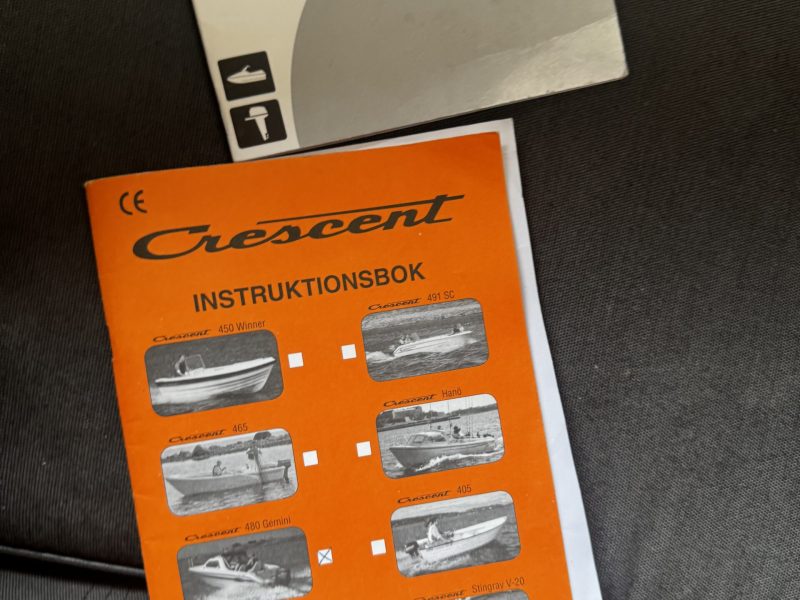 CE
Crescent
INSTRUKTIONSBOK
Crescent 450 Winner
Crescent 491 SC
Crescent 465
Crescent Hanö
Crescent 480 Gemini
Crescent 405
Crescent Stingray V-20